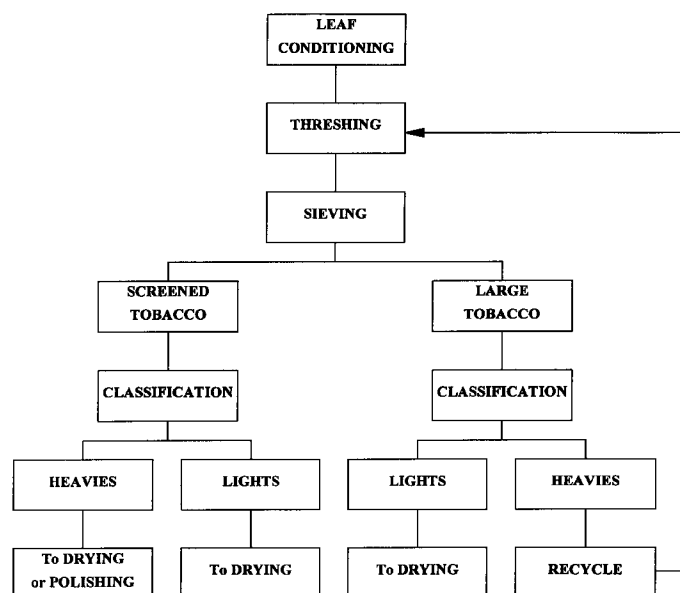 LEAF
CONDITIONING
THRESHING
SIEVING
SCREENED
TOBACCO
LARGE
TOBACCO
CLASSIFICATION
CLASSIFICATION
HEAVIES
LIGHTS
LIGHTS
HEAVIES
To DRYING
or POLISHING
To DRYING
To DRYING
RECYCLE